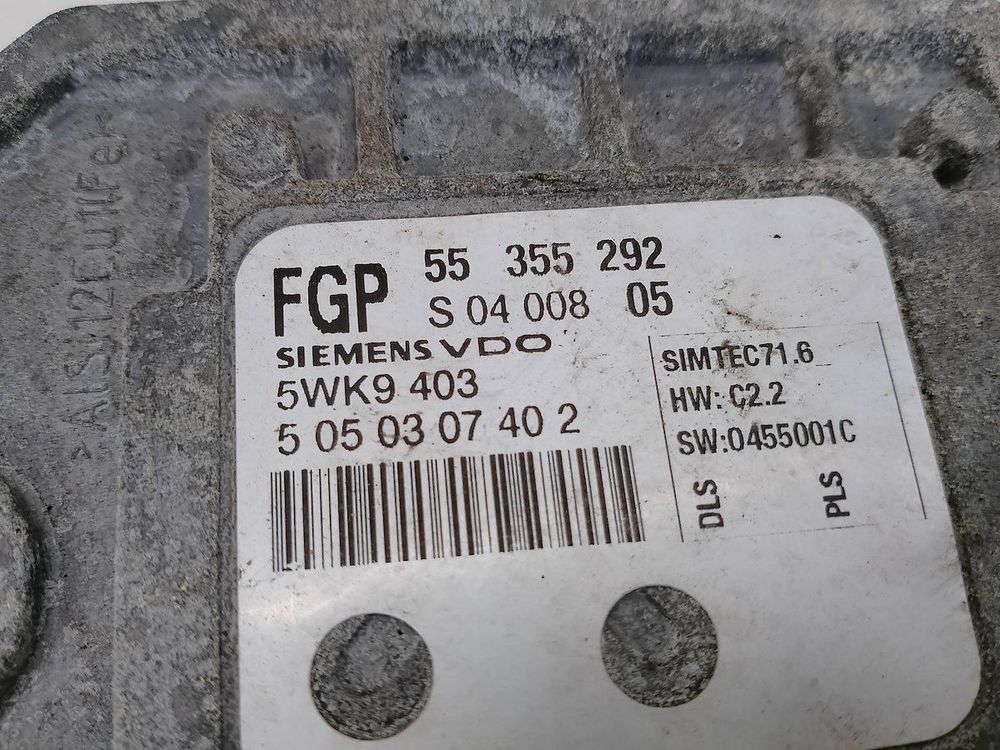 >AlSi12Cu1Fe<
FGP 55 355 292
S 04 008 05
SIEMENS VDO
5WK9 403
5 05 03 07 40 2
SIMTEC71.6
HW: C2.2
SW:0455001C
DLS
PLS